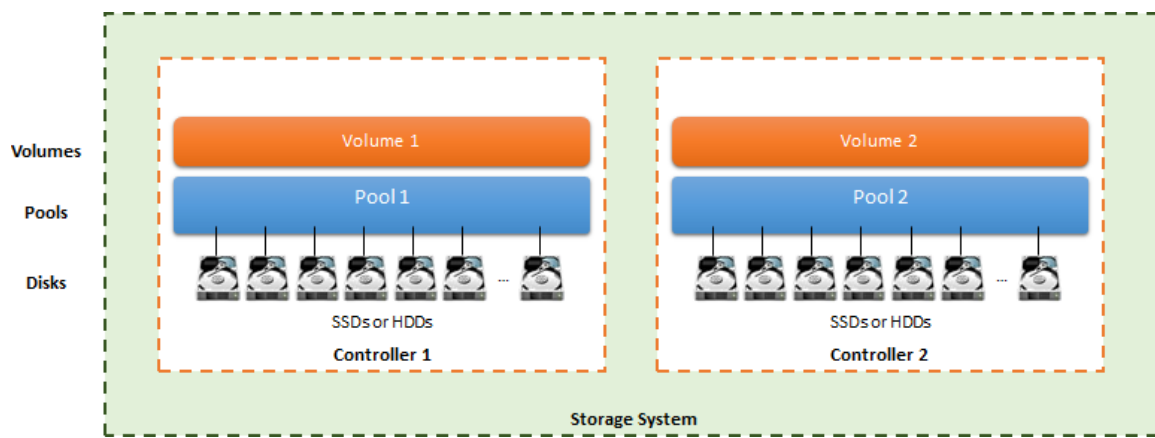 Volumes
Volume 1
Volume 2
Pools
Pool 1
Pool 2
Disks
...
...
SSDs or HDDs
SSDs or HDDs
Controller 1
Controller 2
Storage System